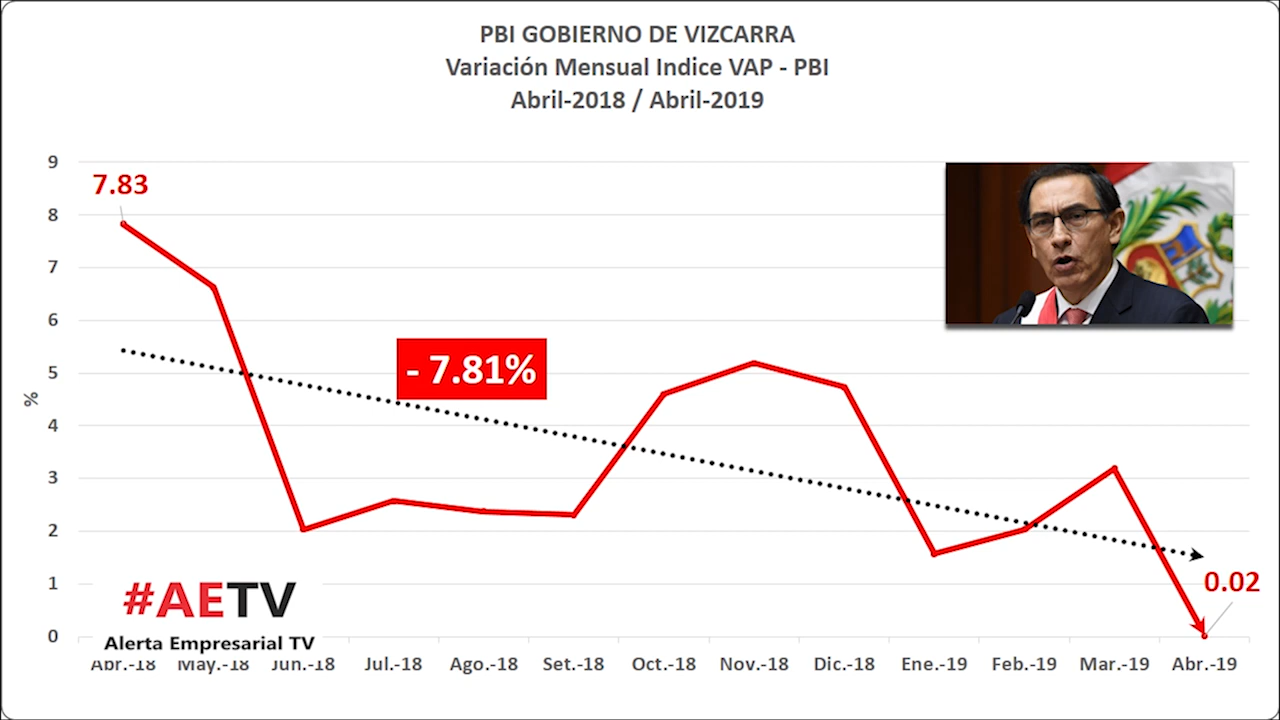 PBI GOBIERNO DE VIZCARRA
Variación Mensual Indice VAP - PBI
Abril-2018 / Abril-2019
9
8
7
6
5
4
3
2
1
0
%
7.83
- 7.81%
0.02
#AETV
Alerta Empresarial TV
Abr.-18 May.-18 Jun.-18 Jul.-18 Ago.-18 Set.-18 Oct.-18 Nov.-18 Dic.-18 Ene.-19 Feb.-19 Mar.-19 Abr.-19